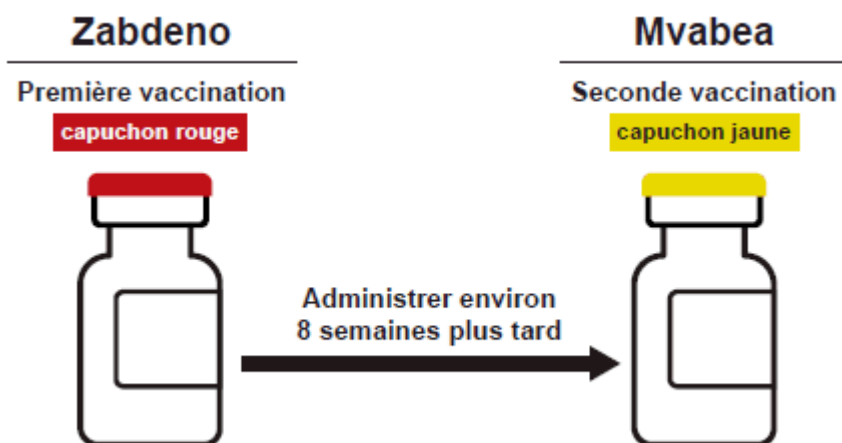 Zabdeno
Première vaccination
capuchon rouge
Mvabea
Seconde vaccination
capuchon jaune
Administrer environ
8 semaines plus tard